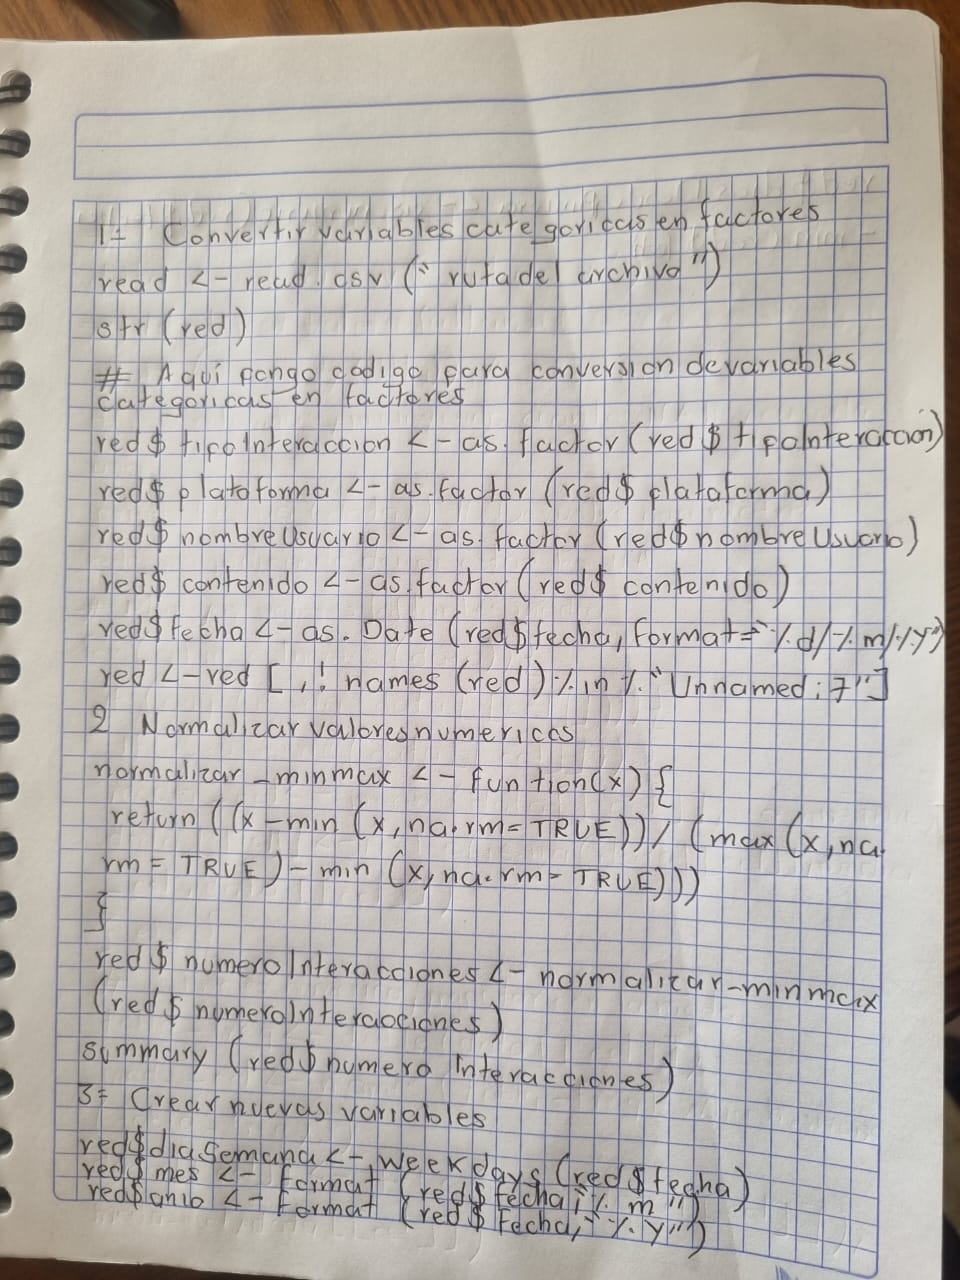 1= Convertir variables categoricas en factores
read <- read.csv ("ruta del archivo")
str (red)
# Aqui pongo codigo para conversion de variables
categoricas en factores
red$ tipoInteraccion <- as.factor (red$ tipoInteraccion)
red$ plataforma <- as.factor (red$ plataforma)
red$ nombreUsuario <- as.factor (red$ nombreUsuario)
red$ contenido <- as.factor (red$ contenido)
red$fecha <- as.Date (red$fecha, Format="%d/%m/%Y")
red <- red [,! names (red) %in% "Unnamed:7"]
2 Normalizar valores numericos
normalizar_minmax <- funtion(x) {
return ((x-min (x, na.rm=TRUE)) / (max (x, na.
rm = TRUE) - min (x, na.rm=TRUE)))
}
red$ numeroInteracciones <- normalizar_minmax
(red$ numeroInteracciones)
summary (red$numeroInteracciones)
3= Crear nuevas variables
red$diaSemana <- weekdays (red$fecha)
red$mes <- Format (red$fecha, "%m")
red$anio <- Format (red$Fecha, "%Y")